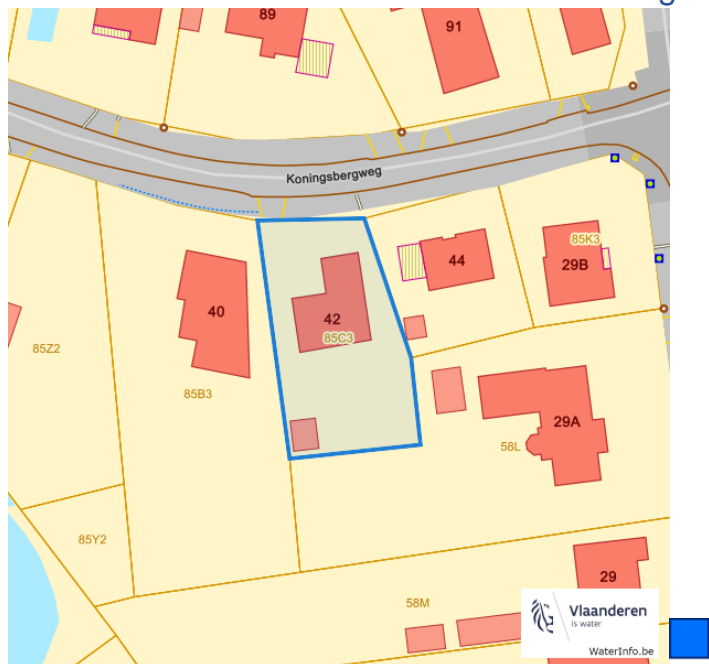 89
91
Koningsbergweg
85K3
44
29B
40
42
85C3
85Z2
85B3
29A
58L
85Y2
29
58M
Vlaanderen
is water
WaterInfo.be